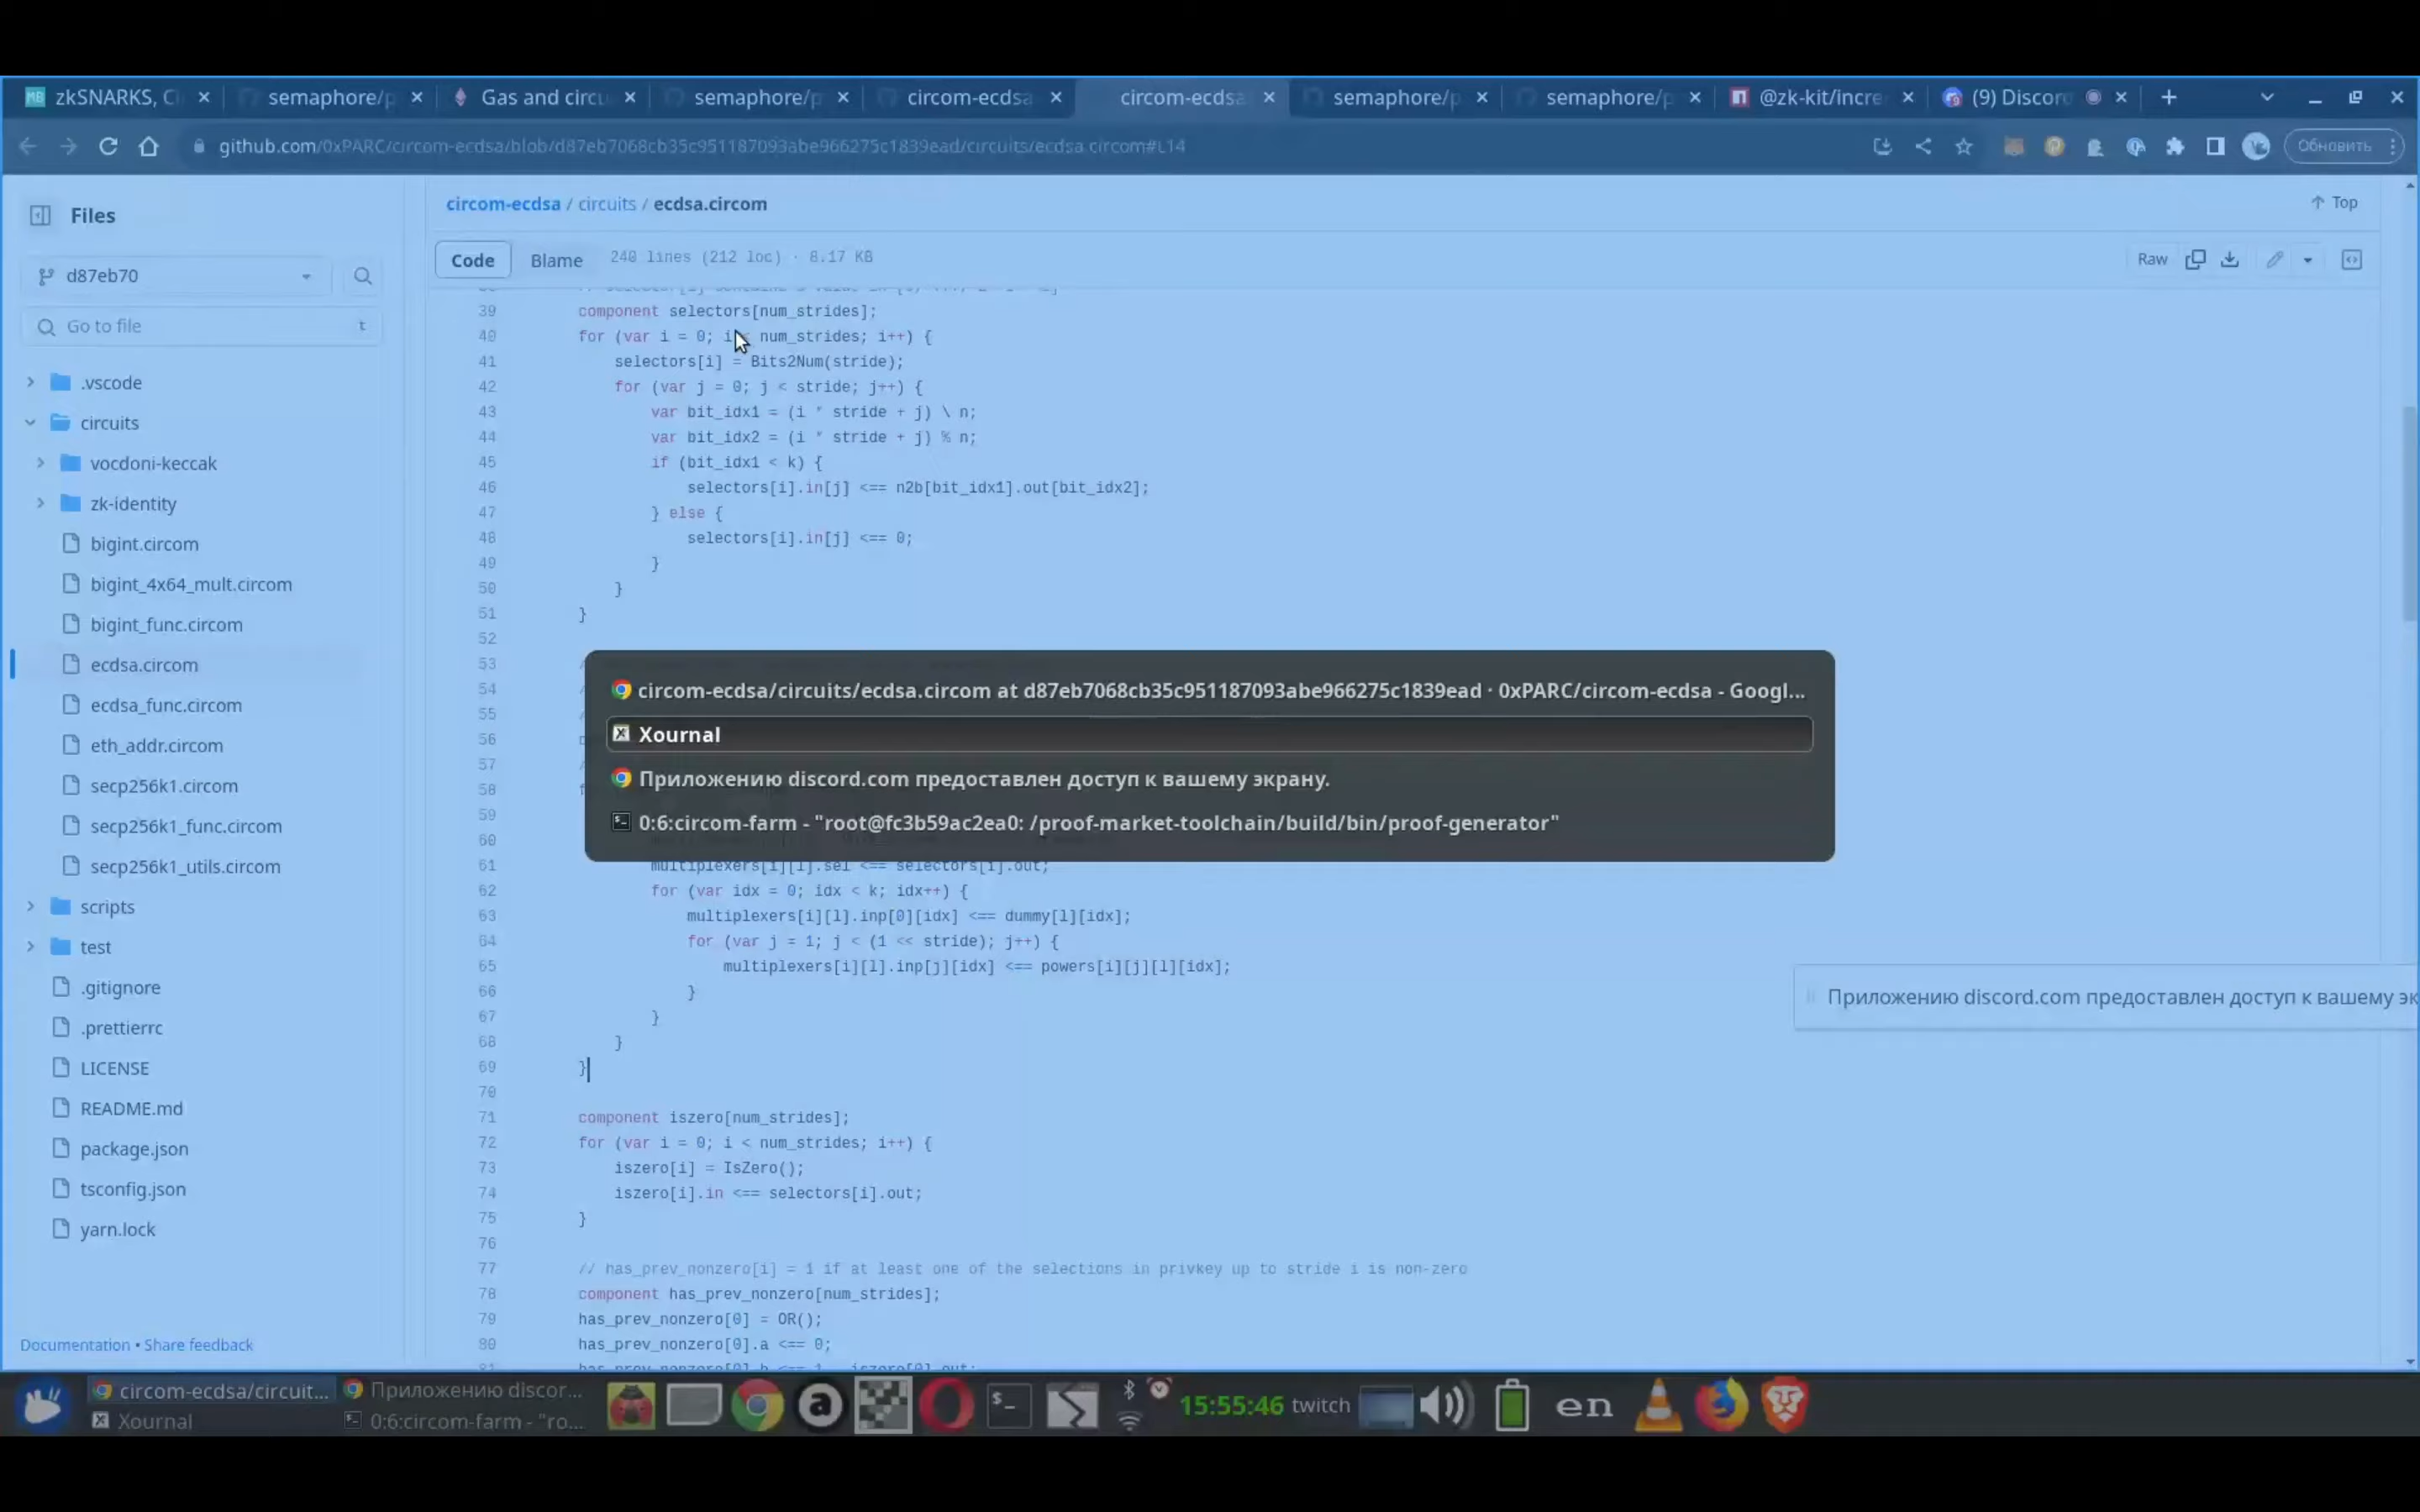 zkSNARKS, C
semaphore/p
Gas and circu
semaphore/p
circom-ecdsa
circom-ecdsa
semaphore/p
semaphore/p
@zk-kit/incre
(9) Discord
github.com/0xPARC/circom-ecdsa/blob/d87eb7068cb35c951187093abe966275c1839ead/circuits/ecdsa.circom#L14
Обновить
Files
d87eb70
Go to file
t
.vscode
circuits
vocdoni-keccak
zk-identity
bigint.circom
bigint_4x64_mult.circom
bigint_func.circom
ecdsa.circom
ecdsa_func.circom
eth_addr.circom
secp256k1.circom
secp256k1_func.circom
secp256k1_utils.circom
scripts
test
.gitignore
.prettierrc
LICENSE
README.md
package.json
tsconfig.json
yarn.lock
Documentation • Share feedback
circom-ecdsa / circuits / ecdsa.circom
Top
Code Blame 240 lines (212 loc) · 8.17 KB
Raw
39 component selectors[num_strides];
40 for (var i = 0; i< num_strides; i++) {
41 selectors[i] = Bits2Num(stride);
42 for (var j = 0; j < stride; j++) {
43 var bit_idx1 = (i * stride + j) \ n;
44 var bit_idx2 = (i * stride + j) % n;
45 if (bit_idx1 < k) {
46 selectors[i].in[j] <== n2b[bit_idx1].out[bit_idx2];
47 } else {
48 selectors[i].in[j] <== 0;
49 }
50 }
51 }
52
53
54
55
56
57
58
59
60
61 multiplexers[i][l].sel <== selectors[i].out;
62 for (var idx = 0; idx < k; idx++) {
63 multiplexers[i][l].inp[0][idx] <== dummy[l][idx];
64 for (var j = 1; j < (1 << stride); j++) {
65 multiplexers[i][l].inp[j][idx] <== powers[i][j][l][idx];
66 }
67 }
68 }
69 }
70
71 component iszero[num_strides];
72 for (var i = 0; i < num_strides; i++) {
73 iszero[i] = IsZero();
74 iszero[i].in <== selectors[i].out;
75 }
76
77 // has_prev_nonzero[i] = 1 if at least one of the selections in privkey up to stride i is non-zero
78 component has_prev_nonzero[num_strides];
79 has_prev_nonzero[0] = OR();
80 has_prev_nonzero[0].a <== 0;
circom-ecdsa/circuits/ecdsa.circom at d87eb7068cb35c951187093abe966275c1839ead · 0xPARC/circom-ecdsa - Googl...
Xournal
Приложению discord.com предоставлен доступ к вашему экрану.
0:6:circom-farm - "root@fc3b59ac2ea0: /proof-market-toolchain/build/bin/proof-generator"
Приложению discord.com предоставлен доступ к вашему эк
circom-ecdsa/circuit...
Приложению discor...
Xournal
0:6:circom-farm - "ro...
15:55:46 twitch
en